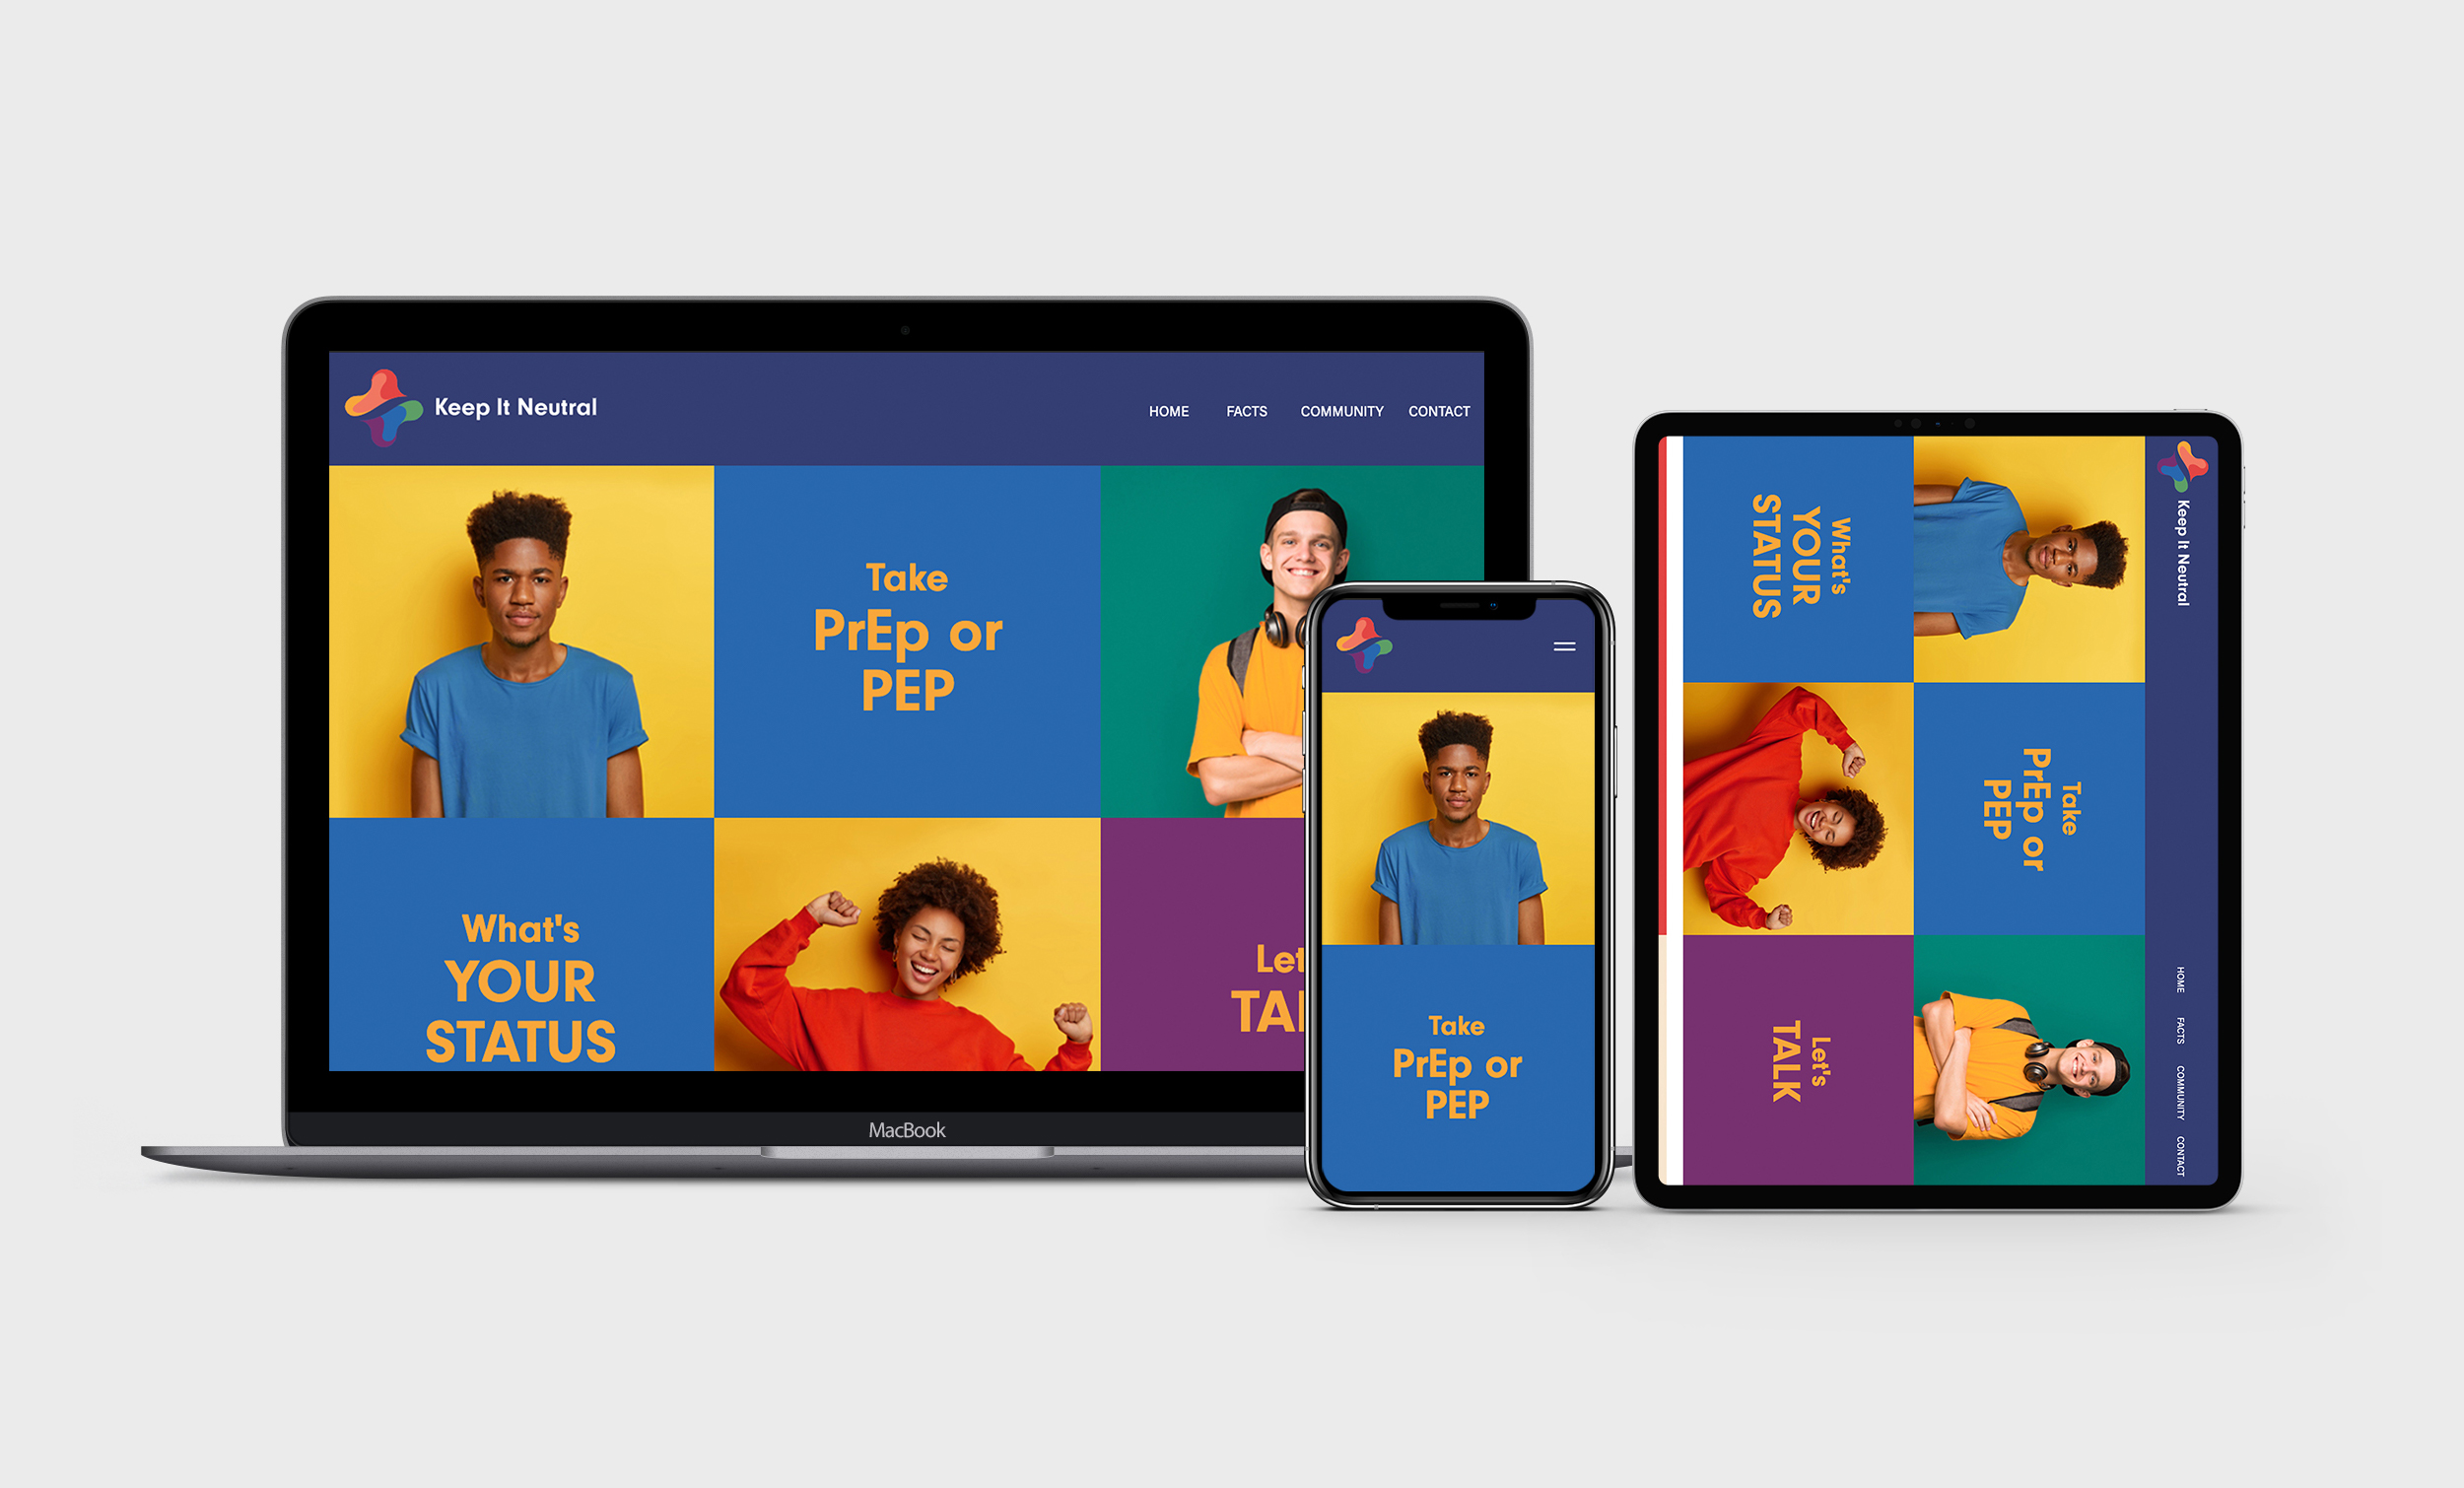 Keep It Neutral
HOME FACTS COMMUNITY CONTACT
Take
PrEp or
PEP
What's
YOUR
STATUS
Let
TAL
MacBook
Take
PrEp or
PEP
Keep It Neutral
HOME FACTS COMMUNITY CONTACT
Take
PrEp or
PEP
What's
YOUR
STATUS
Let's
TALK